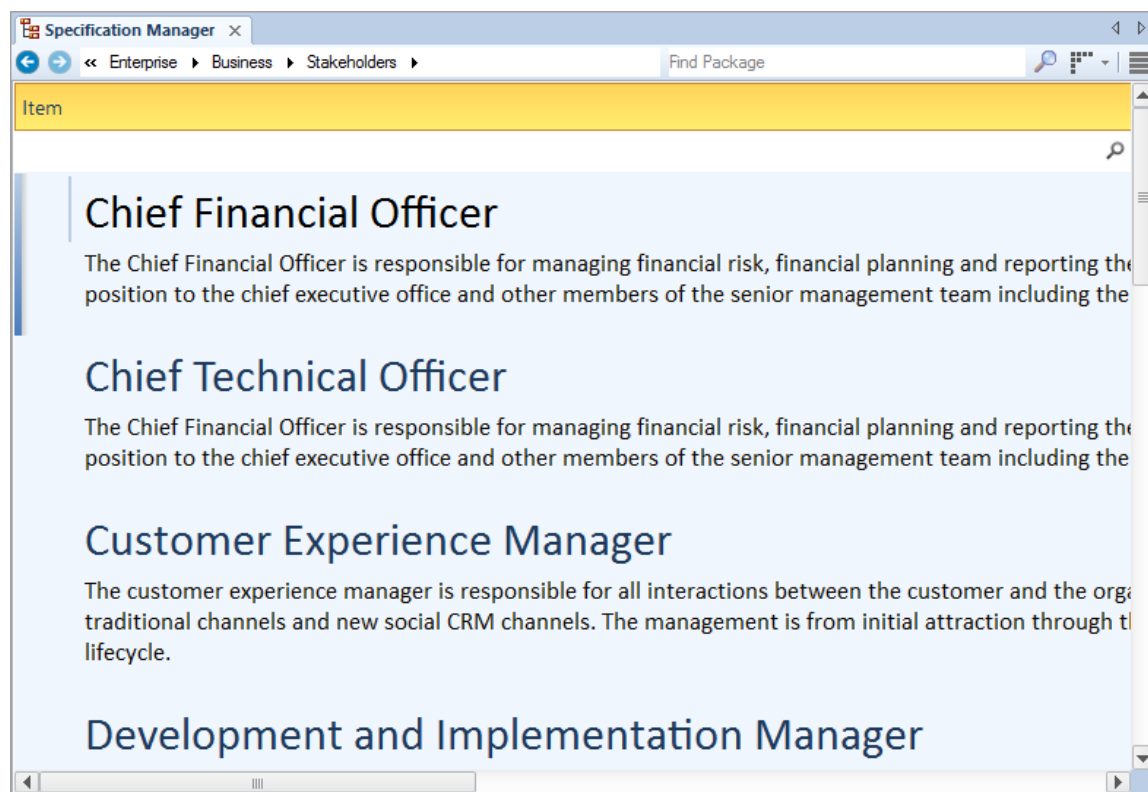 Specification Manager ×
« Enterprise ▸ Business ▸ Stakeholders ▸ Find Package
Item
Chief Financial Officer
The Chief Financial Officer is responsible for managing financial risk, financial planning and reporting the
position to the chief executive office and other members of the senior management team including the
Chief Technical Officer
The Chief Financial Officer is responsible for managing financial risk, financial planning and reporting the
position to the chief executive office and other members of the senior management team including the
Customer Experience Manager
The customer experience manager is responsible for all interactions between the customer and the
traditional channels and new social CRM channels. The management is from initial attraction through
lifecycle.
Development and Implementation Manager